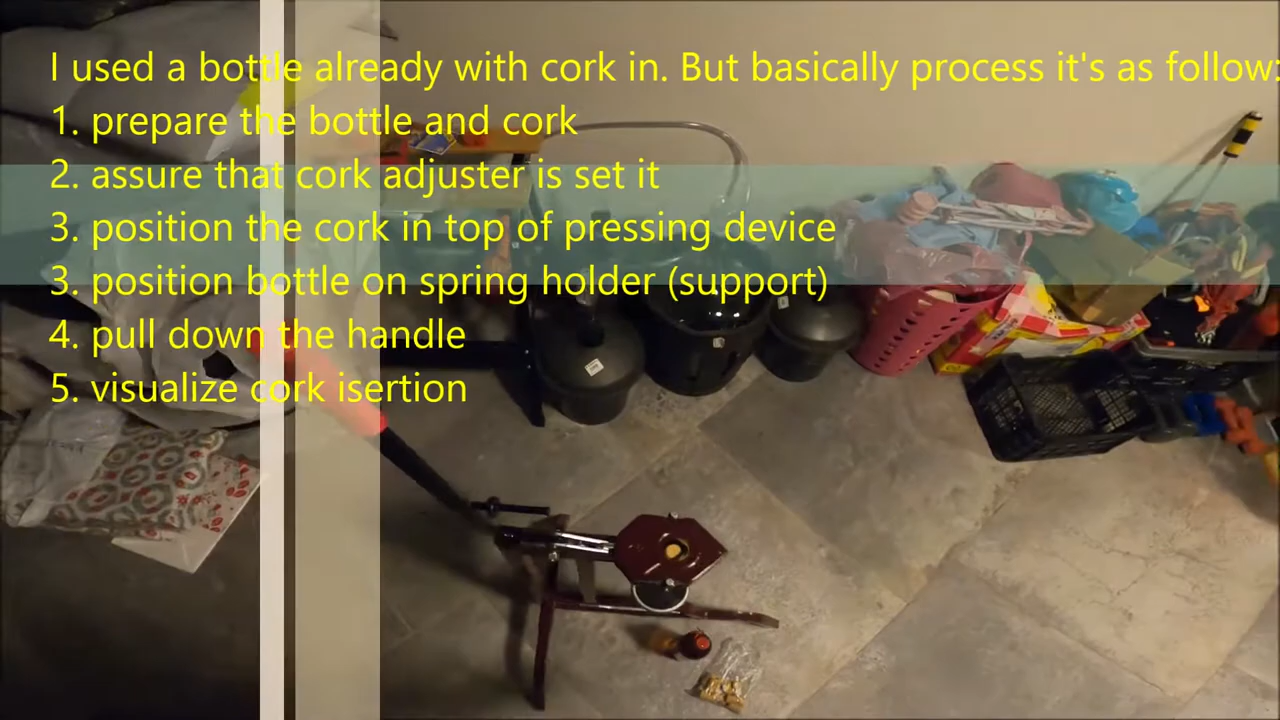 I used a bottle already with cork in. But basically process it's as follow:
1. prepare the bottle and cork
2. assure that cork adjuster is set it
3. position the cork in top of pressing device
3. position bottle on spring holder (support)
4. pull down the handle
5. visualize cork isertion